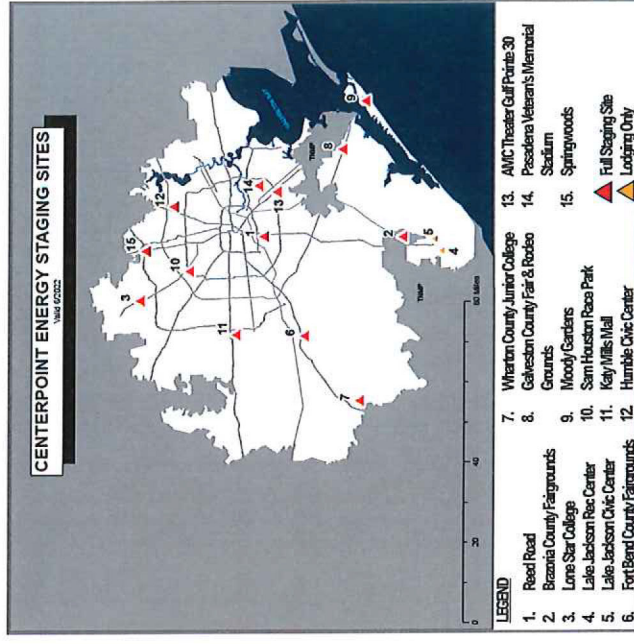 CENTERPOINT ENERGY STAGING SITES
Valid 6/2022
3
15
12
10
14
11
1
13
9
8
6
2
TNMP
5
4
7
TNMP
0
20
40
80 Miles
LEGEND
1. Reed Road
2. Brazoria County Fairgrounds
3. Lone Star College
4. Lake Jackson Rec Center
5. Lake Jackson Civic Center
6. Fort Bend County Fairgrounds
7. Wharton County Junior College
8. Galveston County Fair & Rodeo
Grounds
9. Moody Gardens
10. Sam Houston Race Park
11. Katy Mills Mall
12. Humble Civic Center
13. AMC Theater Gulf Pointe 30
14. Pasadena Veteran's Memorial
Stadium
15. Springwoods
Full Staging Site
Lodging Only